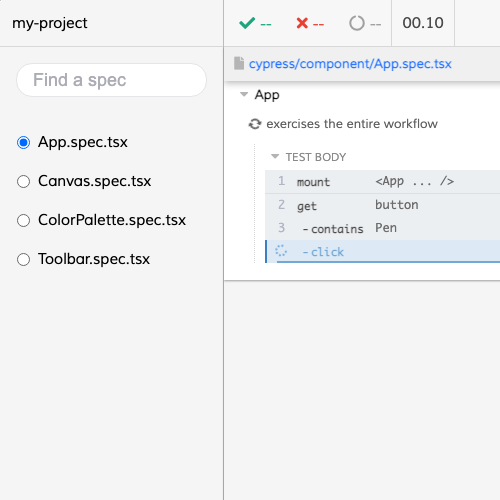 my-project
Find a spec
App.spec.tsx
Canvas.spec.tsx
ColorPalette.spec.tsx
Toolbar.spec.tsx
-- -- -- 00.10
cypress/component/App.spec.tsx
App
exercises the entire workflow
TEST BODY
1 mount <App ... />
2 get button
3 -contains Pen
-click